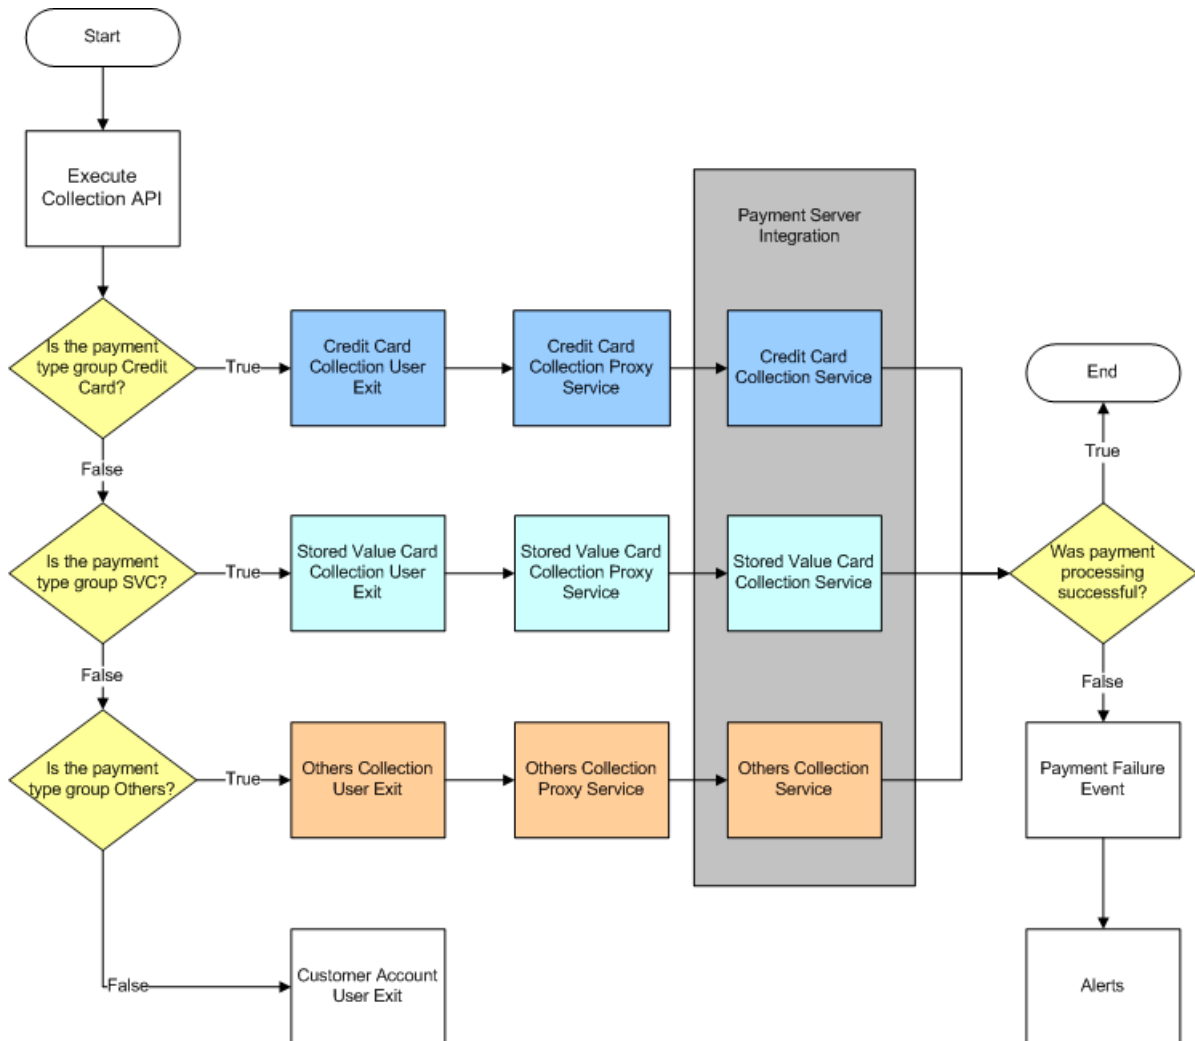 Start
Execute
Collection API
Payment Server
Integration
Is the payment
type group Credit
Card?
True
Credit Card
Collection User
Exit
Credit Card
Collection Proxy
Service
Credit Card
Collection Service
End
True
False
Is the payment
type group SVC?
True
Stored Value Card
Collection User
Exit
Stored Value Card
Collection Proxy
Service
Stored Value Card
Collection Service
Was payment
processing
successful?
False
False
Is the payment
type group Others?
True
Others Collection
User Exit
Others Collection
Proxy Service
Others Collection
Service
Payment Failure
Event
False
Customer Account
User Exit
Alerts